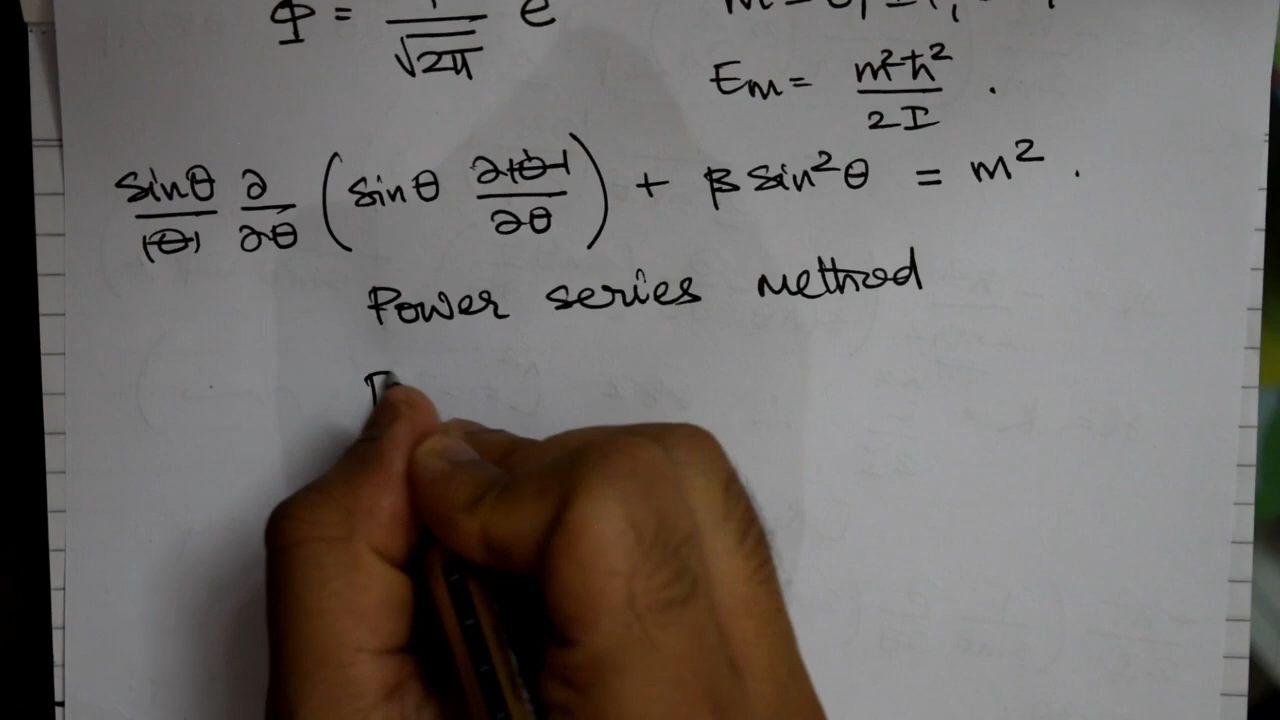 Φ = 1/√2π e
Em = m²ħ²/2I .
sinθ/Θ ∂/∂θ ( sinθ ∂Θ/∂θ ) + β sin²θ = m² .
Power series method